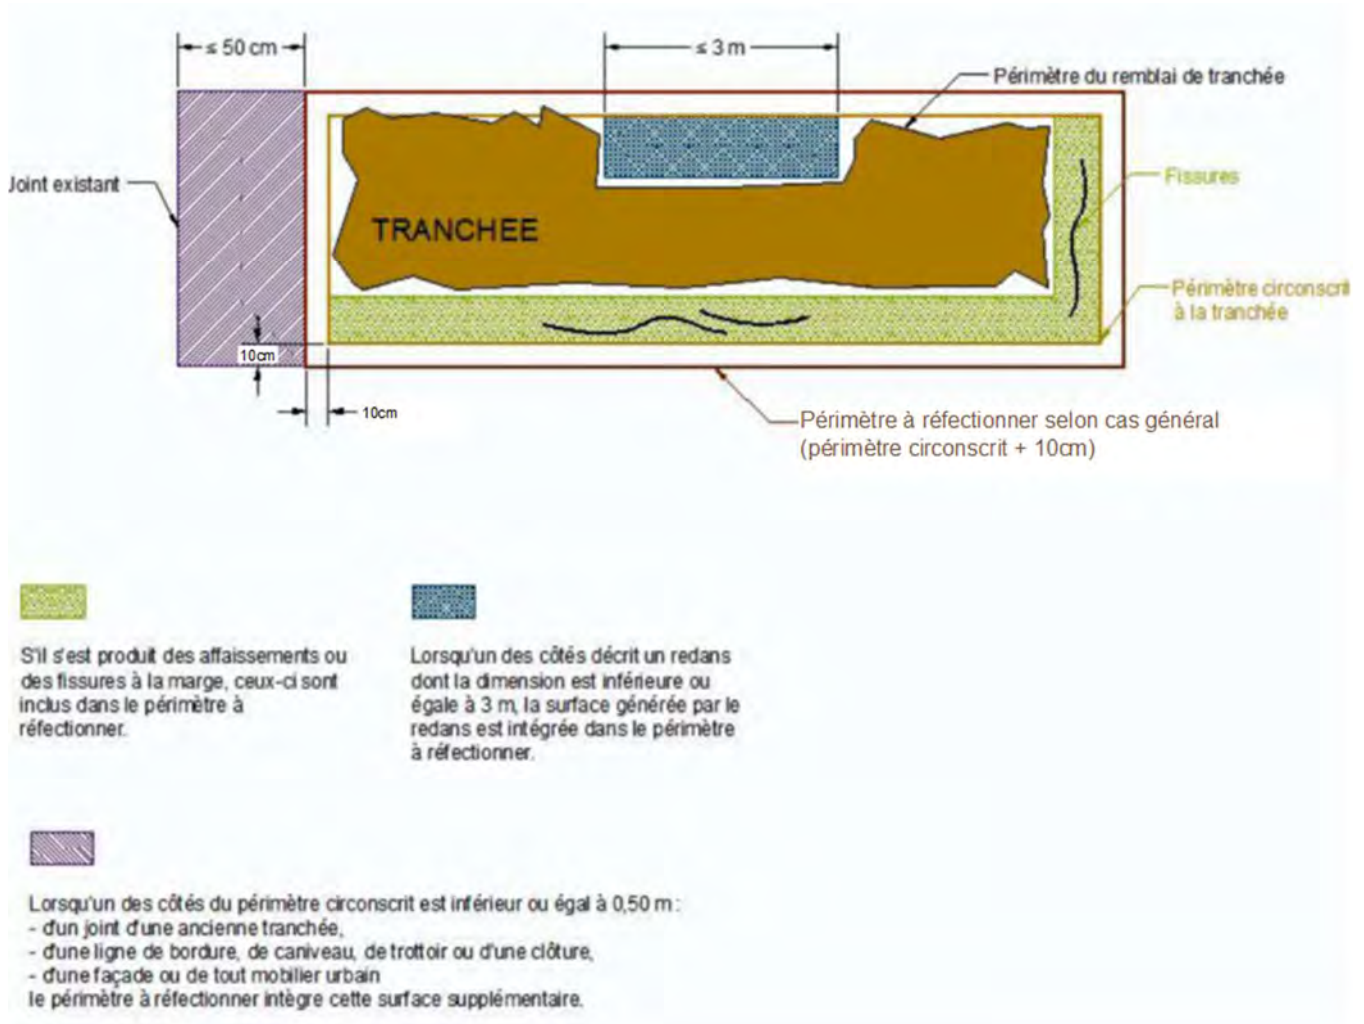 ≤ 50 cm
≤ 3 m
Périmètre du remblai de tranchée
Joint existant
Fissures
TRANCHEE
Périmètre circonscrit
à la tranchée
10cm
10cm
Périmètre à réfectionner selon cas général
(périmètre circonscrit + 10cm)
S'il s'est produit des affaissements ou
des fissures à la marge, ceux-ci sont
inclus dans le périmètre à
réfectionner.
Lorsqu'un des côtés décrit un redans
dont la dimension est inférieure ou
égale à 3 m, la surface générée par le
redans est intégrée dans le périmètre
à réfectionner.
Lorsqu'un des côtés du périmètre circonscrit est inférieur ou égal à 0,50 m :
- d'un joint d'une ancienne tranchée,
- d'une ligne de bordure, de caniveau, de trottoir ou d'une clôture,
- d'une façade ou de tout mobilier urbain
le périmètre à réfectionner intègre cette surface supplémentaire.